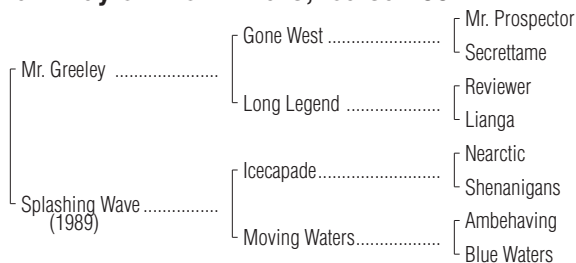 Mr. Prospector
Gone West
Secrettame
Mr. Greeley
Reviewer
Long Legend
Lianga
Nearctic
Icecapade
Shenanigans
Splashing Wave
(1989)
Ambehaving
Moving Waters
Blue Waters